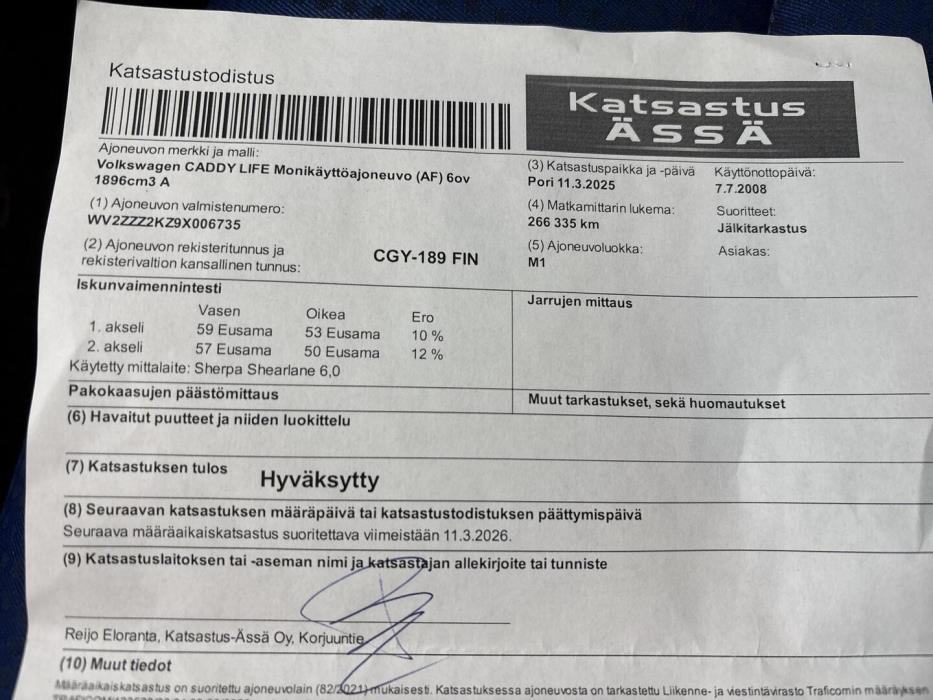 Katsastustodistus
Katsastus
ÄSSÄ
Ajoneuvon merkki ja malli:
Volkswagen CADDY LIFE Monikäyttöajoneuvo (AF) 6ov
1896cm3 A
(1) Ajoneuvon valmistenumero:
WV2ZZZ2KZ9X006735
(2) Ajoneuvon rekisteritunnus ja
rekisterivaltion kansallinen tunnus:
CGY-189 FIN
(3) Katsastuspaikka ja -päivä
Pori 11.3.2025
(4) Matkamittarin lukema:
266 335 km
(5) Ajoneuvoluokka:
M1
Käyttönottopäivä:
7.7.2008
Suoritteet:
Jälkitarkastus
Asiakas:
Iskunvaimennintesti
Vasen Oikea Ero
1. akseli 59 Eusama 53 Eusama 10 %
2. akseli 57 Eusama 50 Eusama 12 %
Käytetty mittalaite: Sherpa Shearlane 6,0
Jarrujen mittaus
Pakokaasujen päästömittaus
Muut tarkastukset, sekä huomautukset
(6) Havaitut puutteet ja niiden luokittelu
(7) Katsastuksen tulos
Hyväksytty
(8) Seuraavan katsastuksen määräpäivä tai katsastustodistuksen päättymispäivä
Seuraava määräaikaiskatsastus suoritettava viimeistään 11.3.2026.
(9) Katsastuslaitoksen tai -aseman nimi ja katsastajan allekirjoite tai tunniste
Reijo Eloranta, Katsastus-Ässä Oy, Korjuuntie
(10) Muut tiedot
Määräaikaiskatsastus on suoritettu ajoneuvolain (82/2021) mukaisesti. Katsastuksessa ajoneuvosta on tarkastettu Liikenne- ja viestintävirasto Traficomin määräyksen